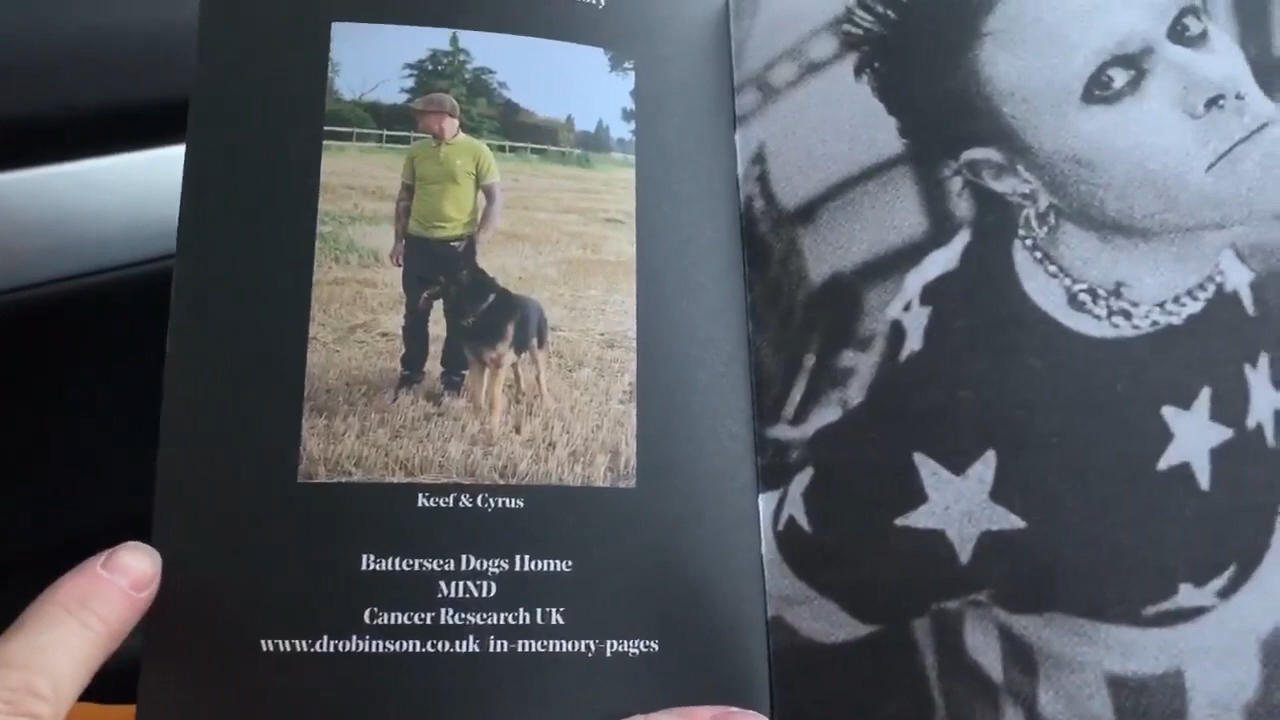 Keef & Cyrus
Battersea Dogs Home
MIND
Cancer Research UK
www.drobinson.co.uk/in-memory-pages